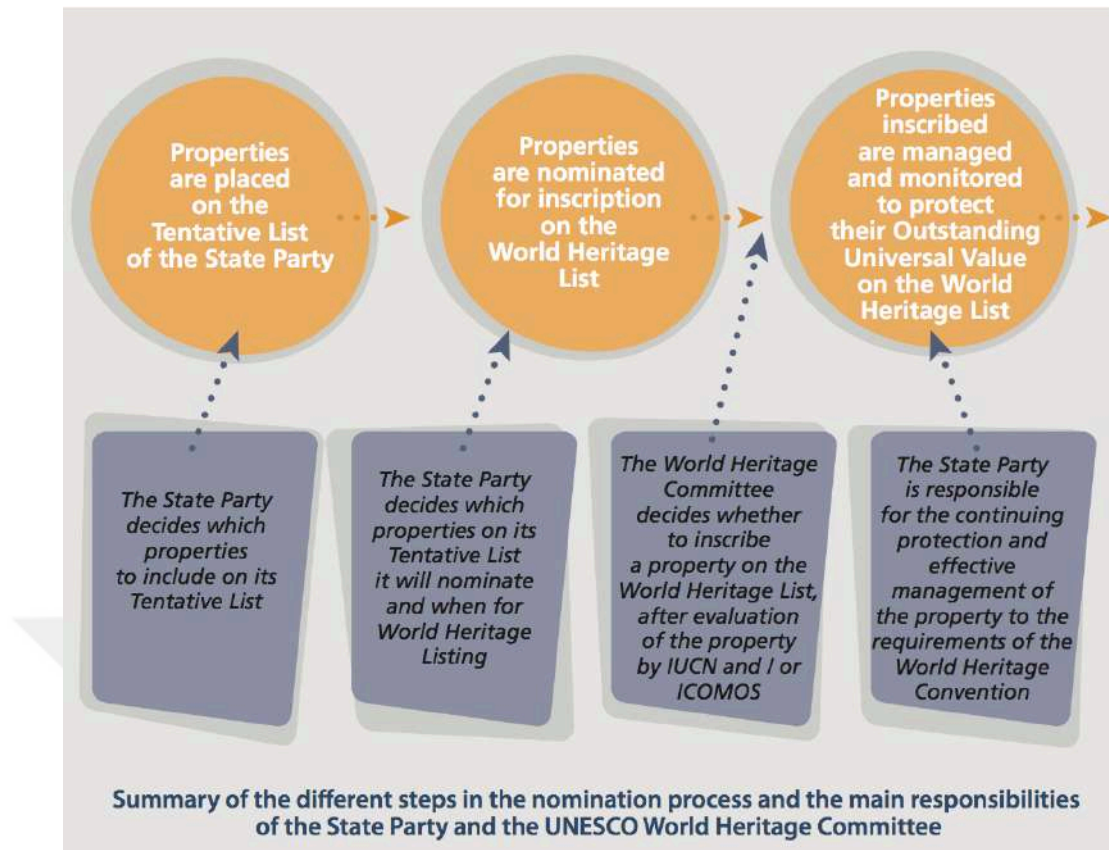 Properties
are placed
on the
Tentative List
of the State Party
Properties
are nominated
for inscription
on the
World Heritage
List
Properties
inscribed
are managed
and monitored
to protect
their Outstanding
Universal Value
on the World
Heritage List
The State Party
decides which
properties
to include on its
Tentative List
The State Party
decides which
properties on its
Tentative List
it will nominate
and when for
World Heritage
Listing
The World Heritage
Committee
decides whether
to inscribe
a property on the
World Heritage List,
after evaluation
of the property
by IUCN and I or
ICOMOS
The State Party
is responsible
for the continuing
protection and
effective
management of
the property to the
requirements of the
World Heritage
Convention
Summary of the different steps in the nomination process and the main responsibilities
of the State Party and the UNESCO World Heritage Committee